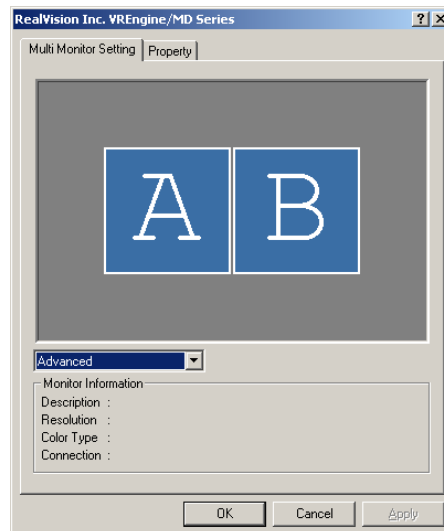 RealVision Inc. VREngine/MD Series
Multi Monitor Setting Property
A B
Advanced
Monitor Information
Description :
Resolution :
Color Type :
Connection :
OK Cancel Apply